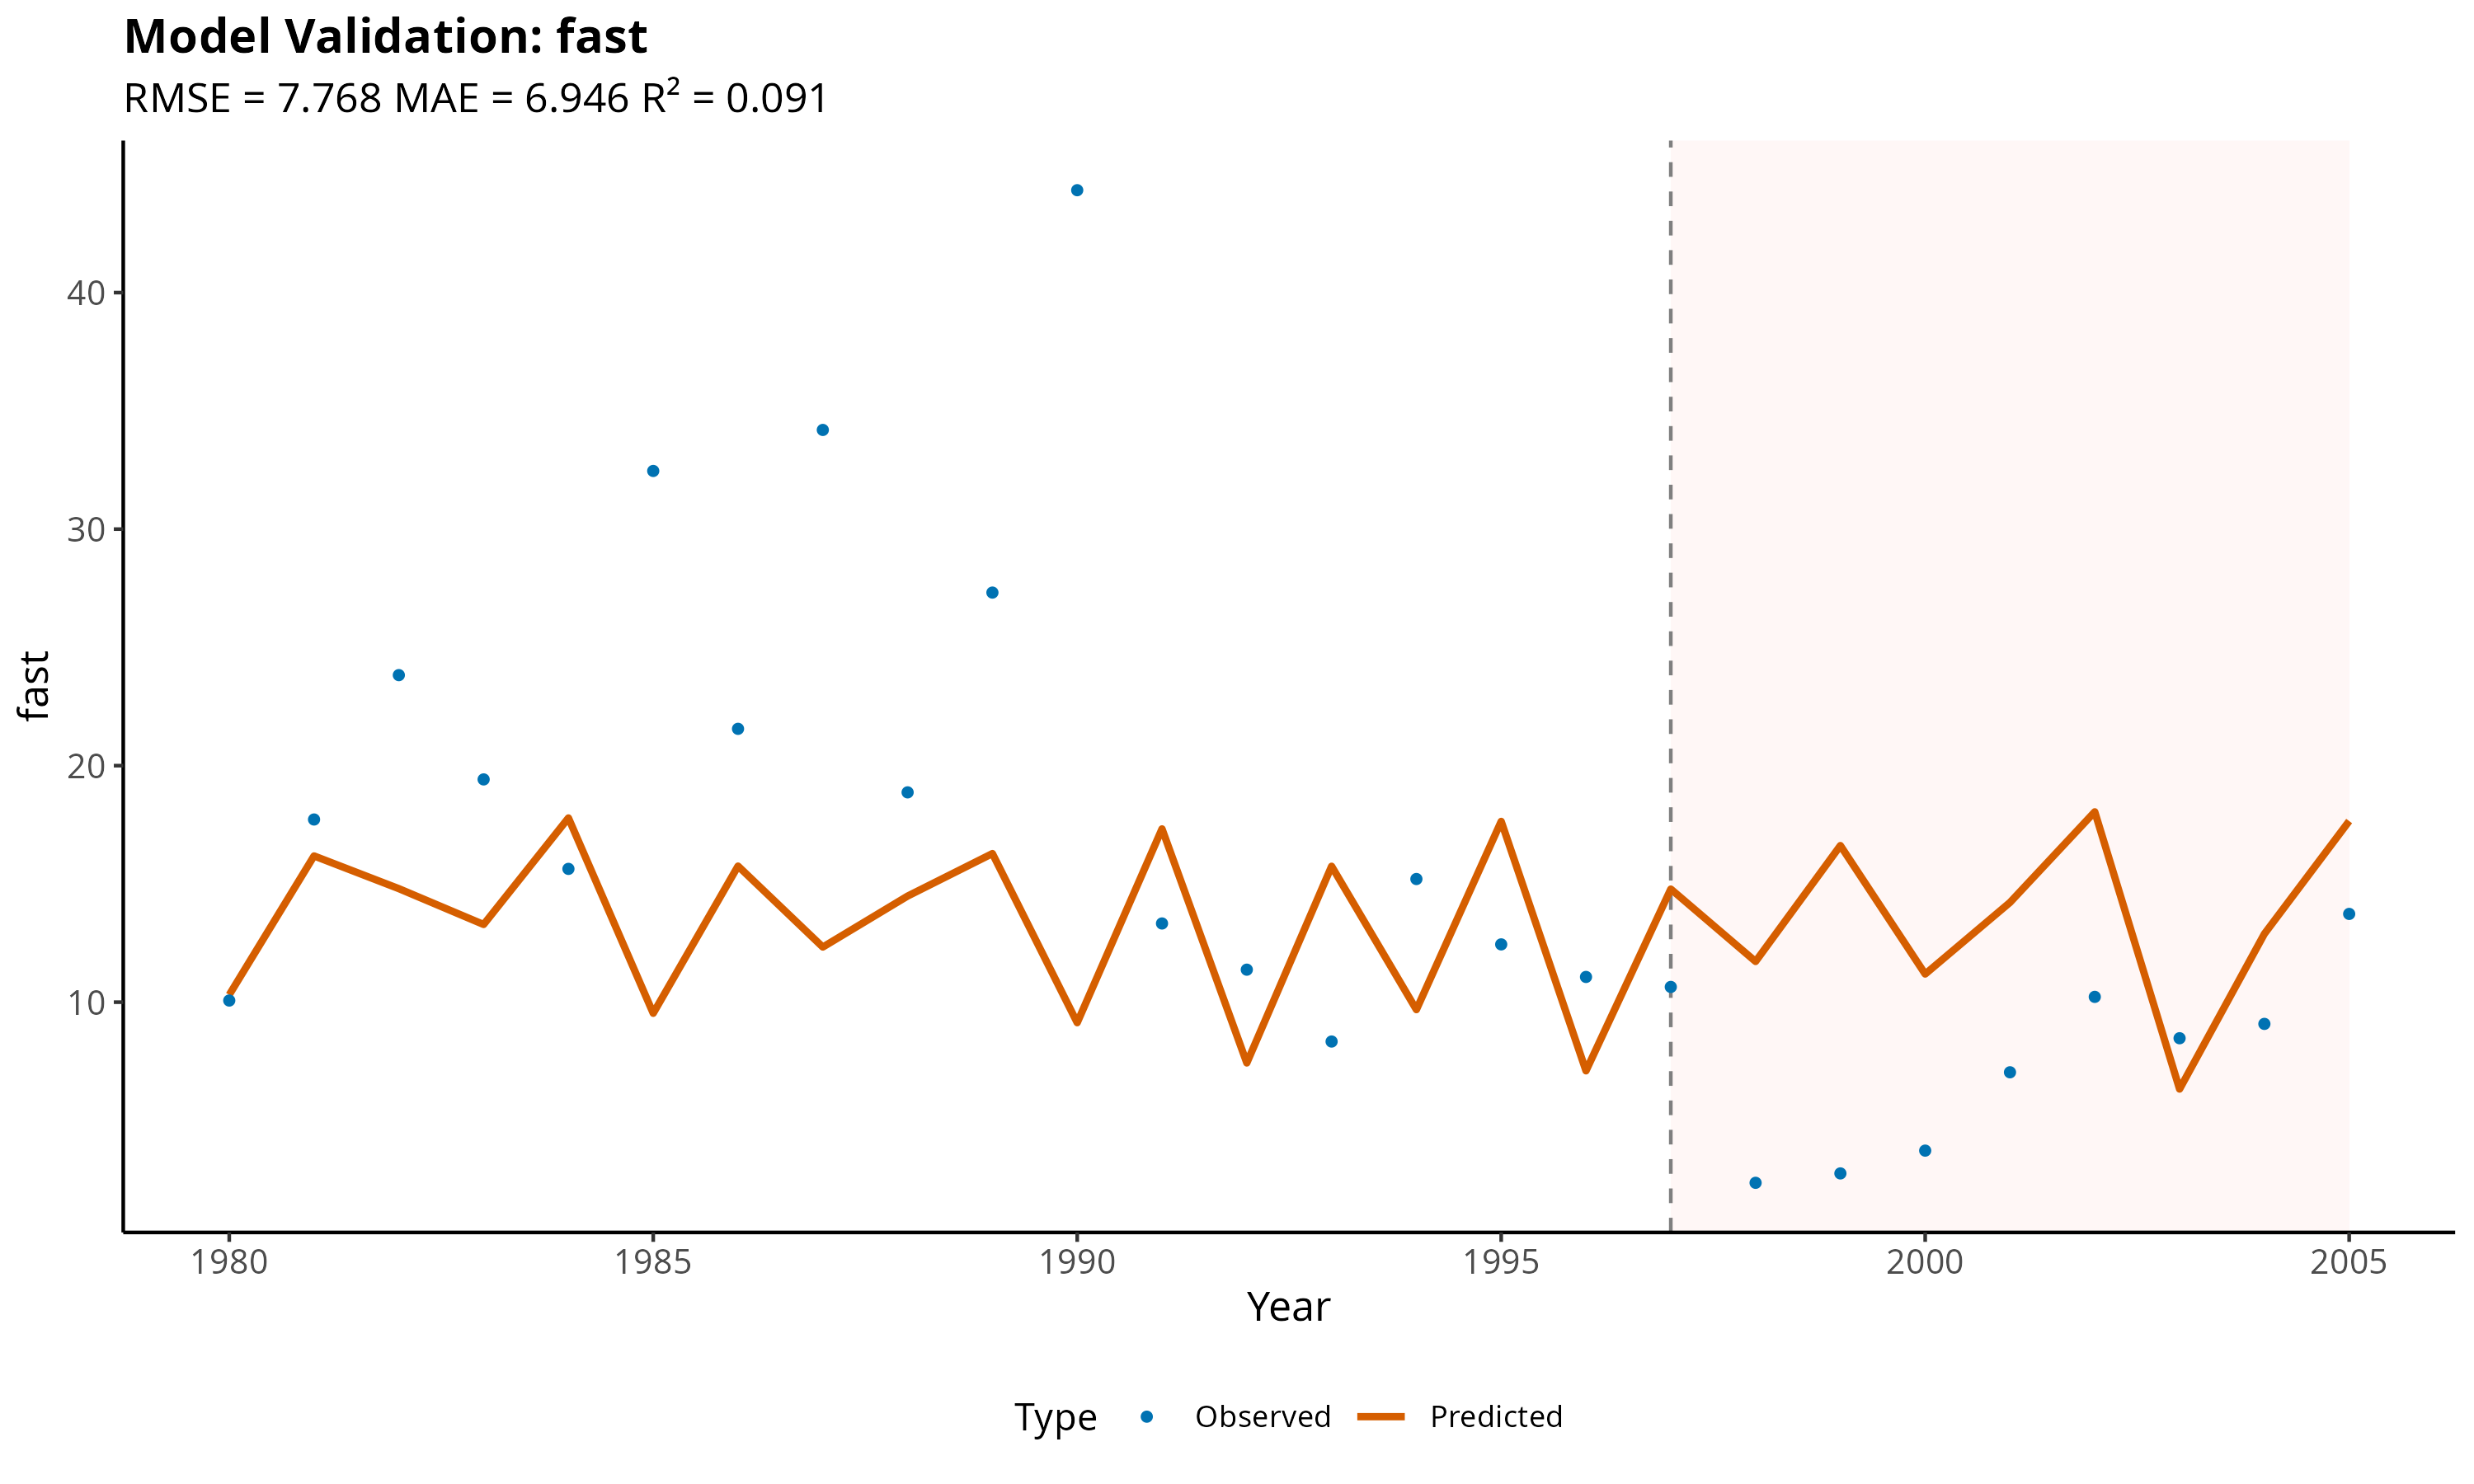 Model Validation: fast
RMSE = 7.768 MAE = 6.946 R² = 0.091
fast
40
30
20
10
1980 1985 1990 1995 2000 2005
Year
Type Observed Predicted